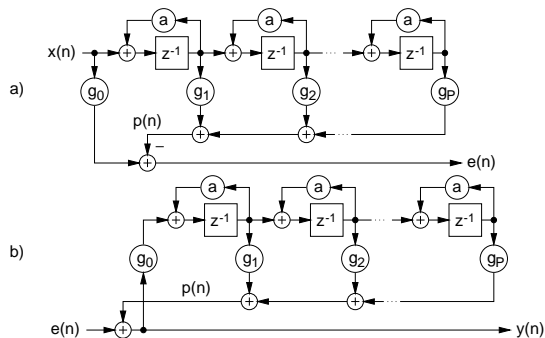 a a a
x(n) + z⁻¹ + z⁻¹ ... + z⁻¹
a) g₀ g₁ g₂ gP
p(n) + + ...
−
+ e(n)
a a a
+ z⁻¹ + z⁻¹ ... + z⁻¹
b) g₀ g₁ g₂ gP
p(n) + + ...
e(n) + y(n)